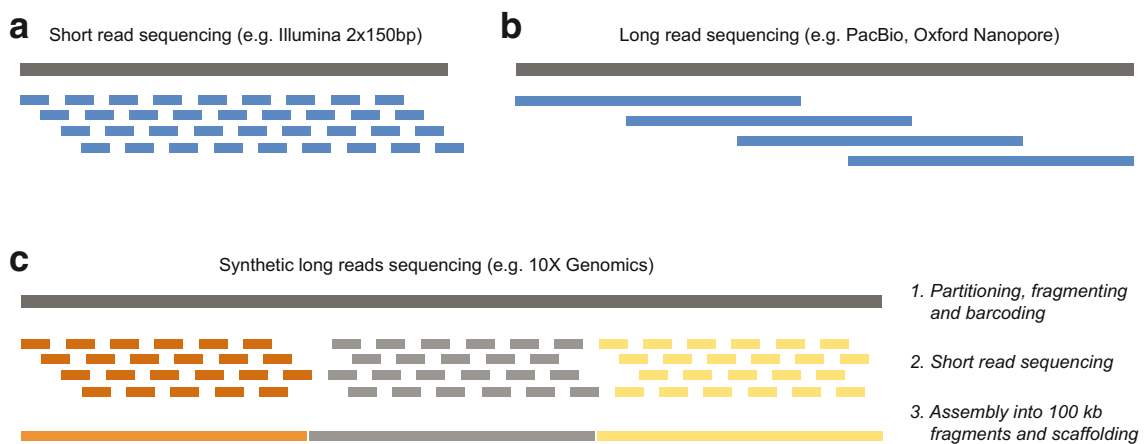 a Short read sequencing (e.g. Illumina 2x150bp)
b Long read sequencing (e.g. PacBio, Oxford Nanopore)
c Synthetic long reads sequencing (e.g. 10X Genomics)
1. Partitioning, fragmenting
and barcoding
2. Short read sequencing
3. Assembly into 100 kb
fragments and scaffolding